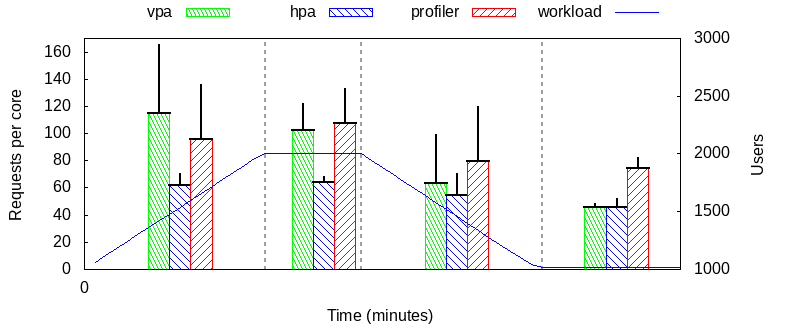 vpa hpa profiler workload
160 3000
140
120 2500
100
80 2000
60
40 1500
20
0 1000
Requests per core
Users
0
Time (minutes)